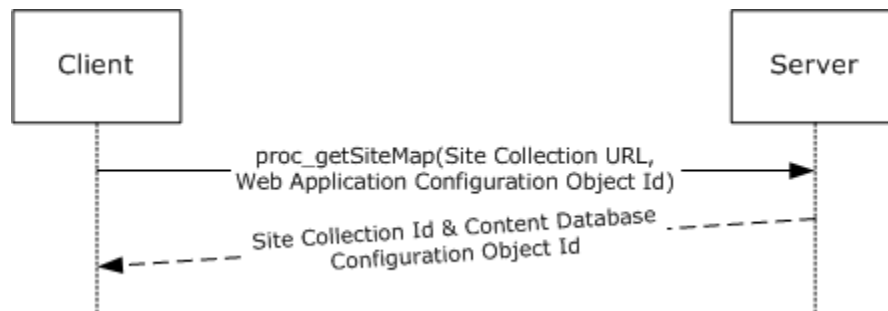 Client
Server
proc_getSiteMap(Site Collection URL,
Web Application Configuration Object Id)
Site Collection Id & Content Database
Configuration Object Id